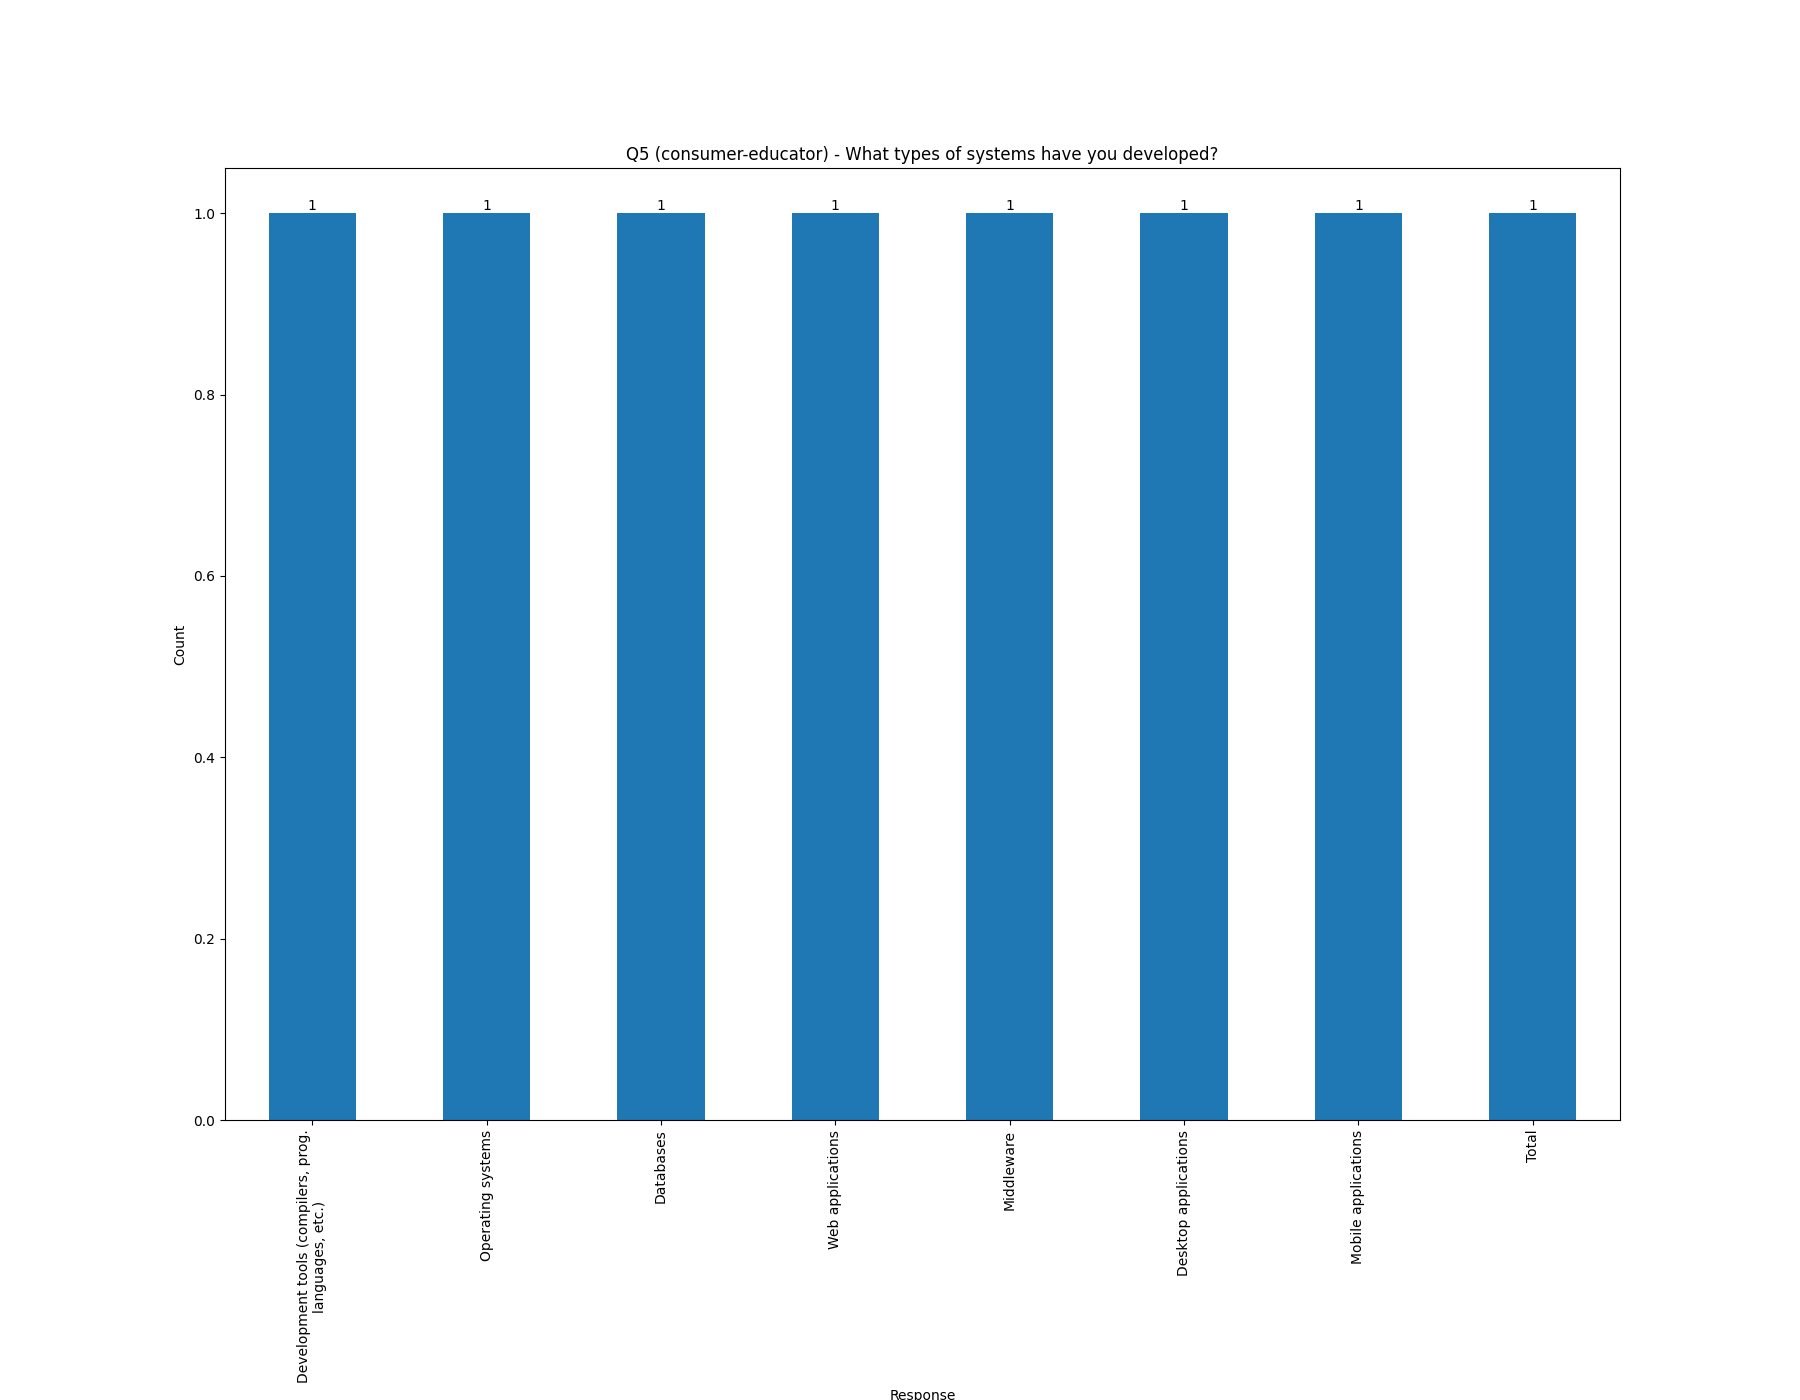 Q5 (consumer-educator) - What types of systems have you developed?
1 1 1 1 1 1 1 1
1.0
0.8
0.6
0.4
0.2
0.0
Count
Development tools (compilers, prog.
languages, etc.)
Operating systems
Databases
Web applications
Middleware
Desktop applications
Mobile applications
Total
Response